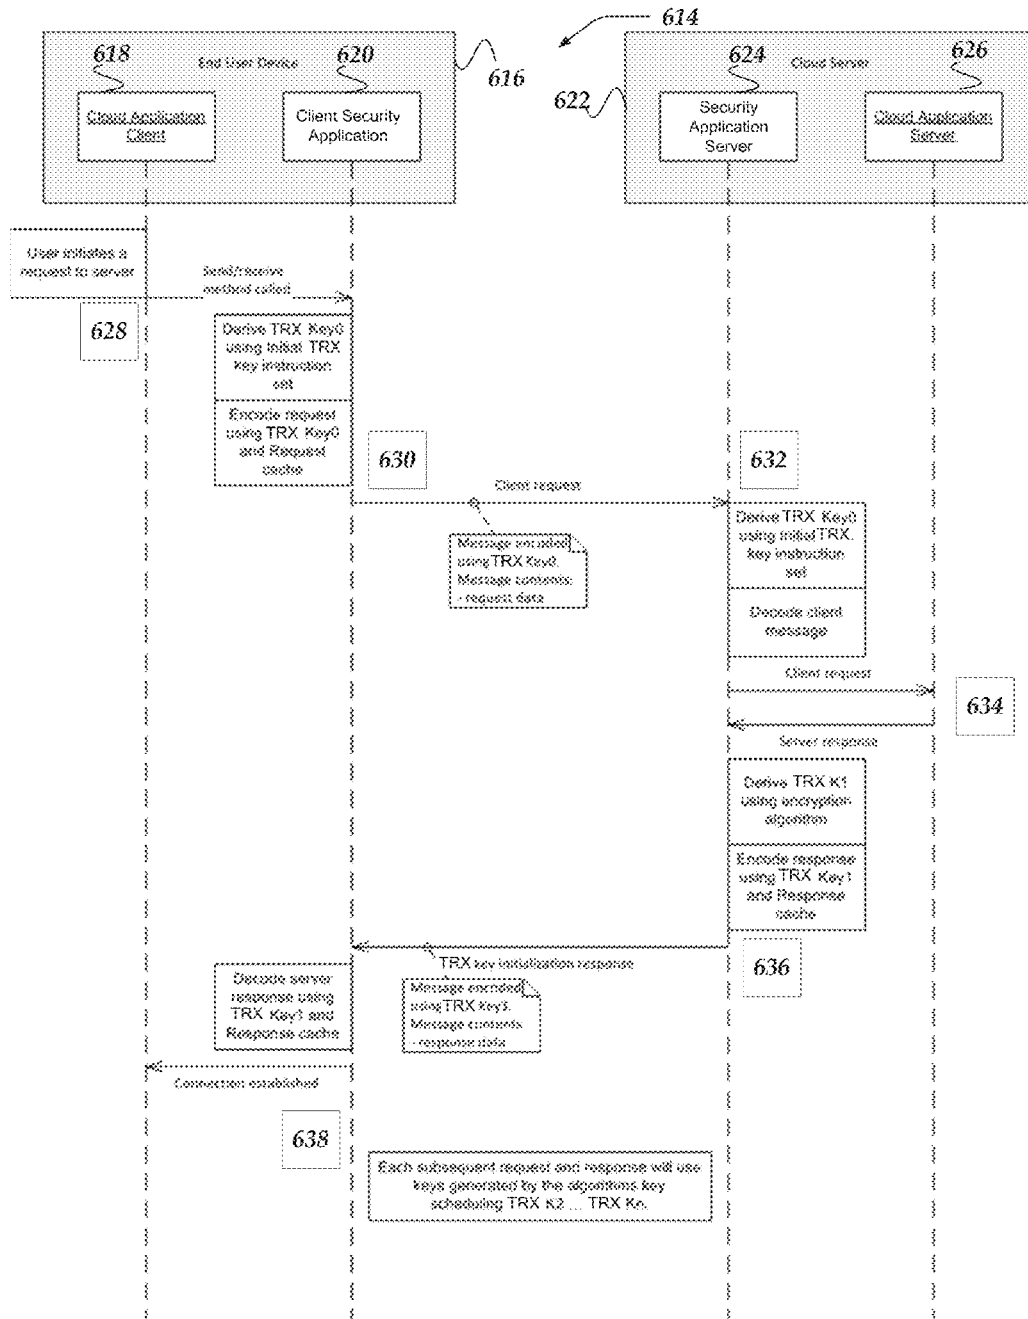 614
618
620
624
626
End User Device
Cloud Server
616
622
Cloud Application
Client
Client Security
Application
Security
Application
Server
Cloud Application
Server
User initiates a
request to server
Send/receive
method called
628
Derive TRX Key0
using Initial TRX
key instruction
set
Encode request
using TRX Key0
and Request
cache
630
632
Client request
Message encoded
using TRX Key0.
Message contents:
- request data
Derive TRX Key0
using Initial TRX
key instruction
set
Decode client
message
Client request
634
Server response
Derive TRX K1
using encryption
algorithm
Encode response
using TRX Key1
and Response
cache
TRX key initialization response
636
Decode server
response using
TRX Key1 and
Response cache
Message encoded
using TRX Key1.
Message contents
- response data
Connection established
638
Each subsequent request and response will use
keys generated by the algorithms key
scheduling TRX K2 ... TRX Kn.